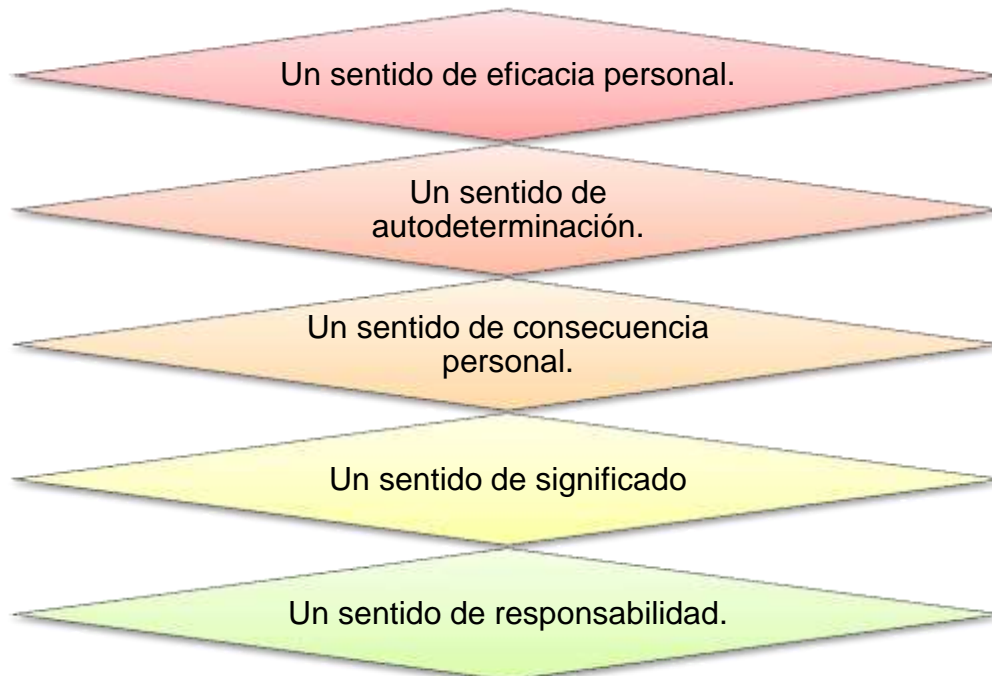 Un sentido de eficacia personal.
Un sentido de
autodeterminación.
Un sentido de consecuencia
personal.
Un sentido de significado
Un sentido de responsabilidad.